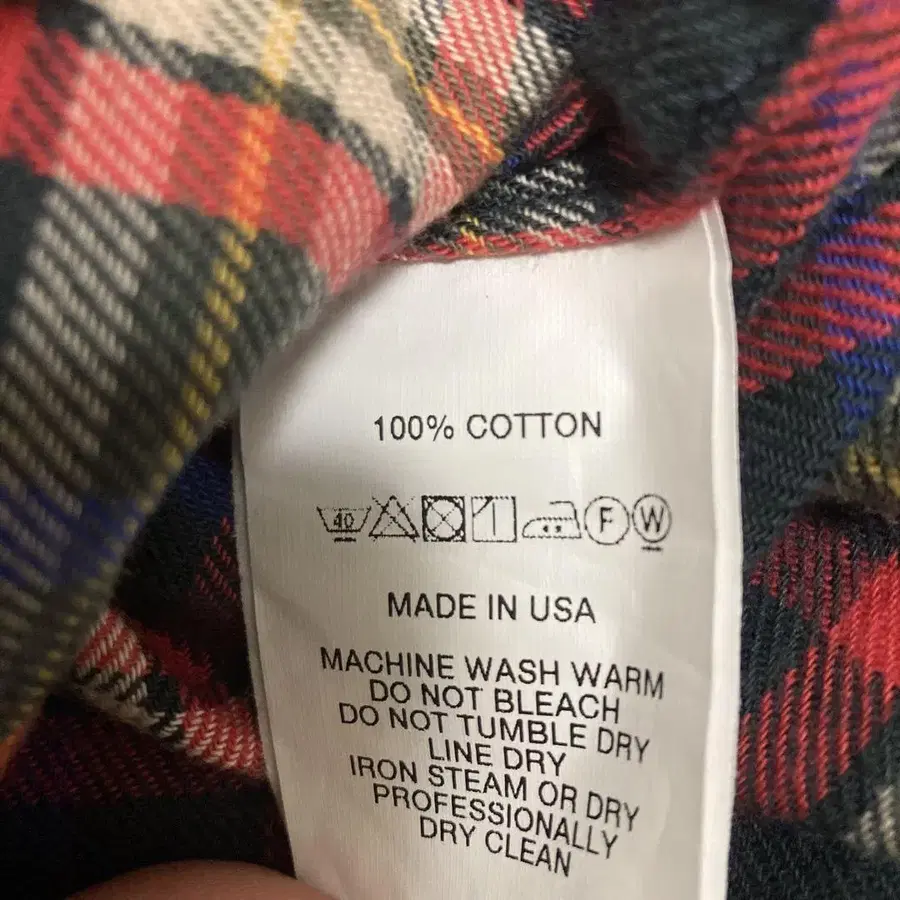 100% COTTON
40 F W
MADE IN USA
MACHINE WASH WARM
DO NOT BLEACH
DO NOT TUMBLE DRY
LINE DRY
IRON STEAM OR DRY
PROFESSIONALLY
DRY CLEAN